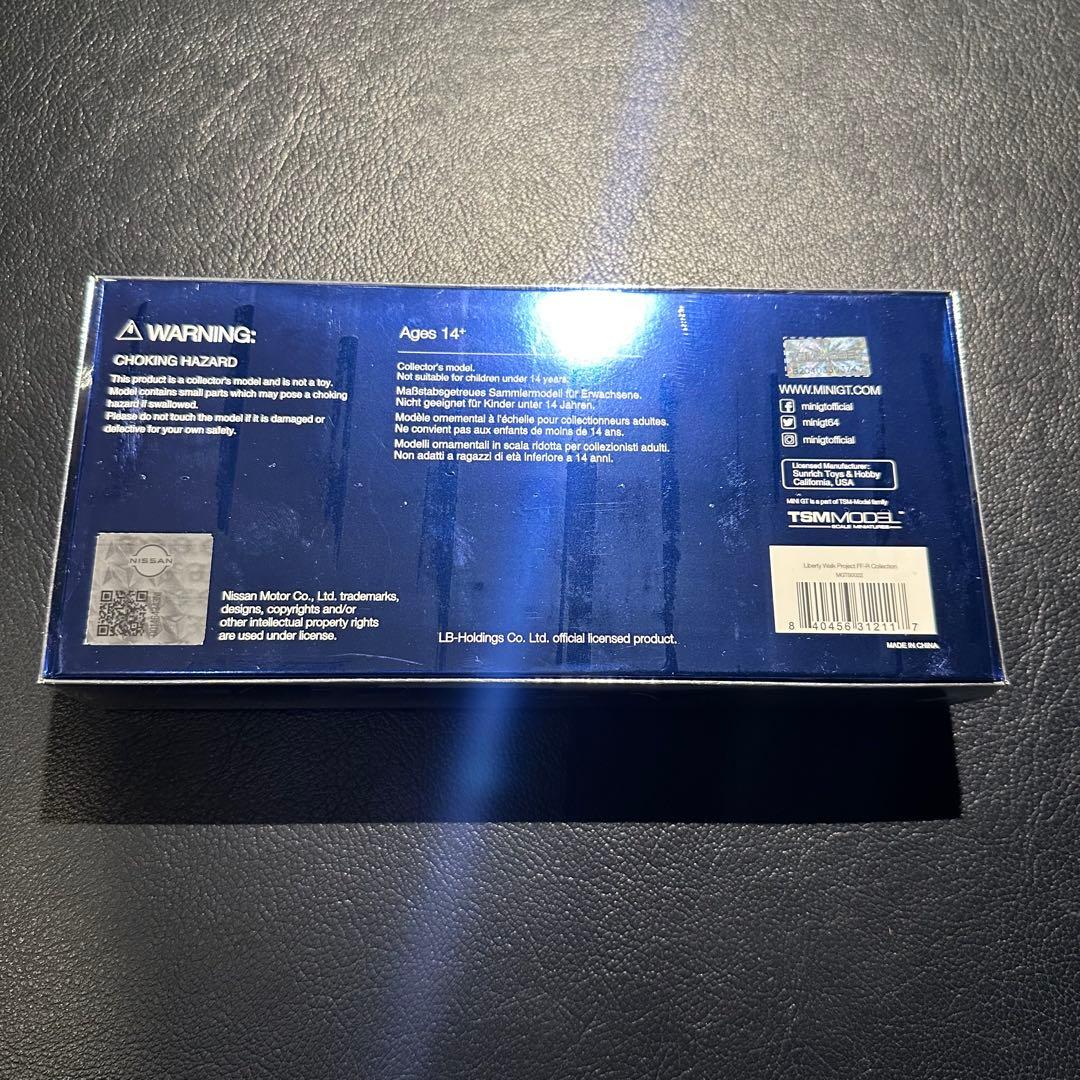 WARNING:
CHOKING HAZARD
This product is a collector's model and is not a toy.
Model contains small parts which may pose a choking
hazard if swallowed.
Please do not touch the model if it is damaged or
defective for your own safety.
Ages 14+
Collector's model.
Not suitable for children under 14 years.
Maßstabsgetreues Sammlermodell für Erwachsene.
Nicht geeignet für Kinder unter 14 Jahren.
Modèle ornemental à l'échelle pour collectionneurs adultes.
Ne convient pas aux enfants de moins de 14 ans.
Modelli ornamentali in scala ridotta per collezionisti adulti.
Non adatti a ragazzi di età inferiore a 14 anni.
WWW.MINIGT.COM
minigtofficial
minigt64
minigtofficial
Licensed Manufacturer:
Sunrich Toys & Hobby
California, USA
MINI GT is a part of TSM-Model family
TSMMODEL
SCALE MINIATURES
Liberty Walk Project FF-R Collection
MGTS0022
8 40456 31211 7
MADE IN CHINA
NISSAN
Nissan Motor Co., Ltd. trademarks,
designs, copyrights and/or
other intellectual property rights
are used under license.
LB-Holdings Co. Ltd. official licensed product.